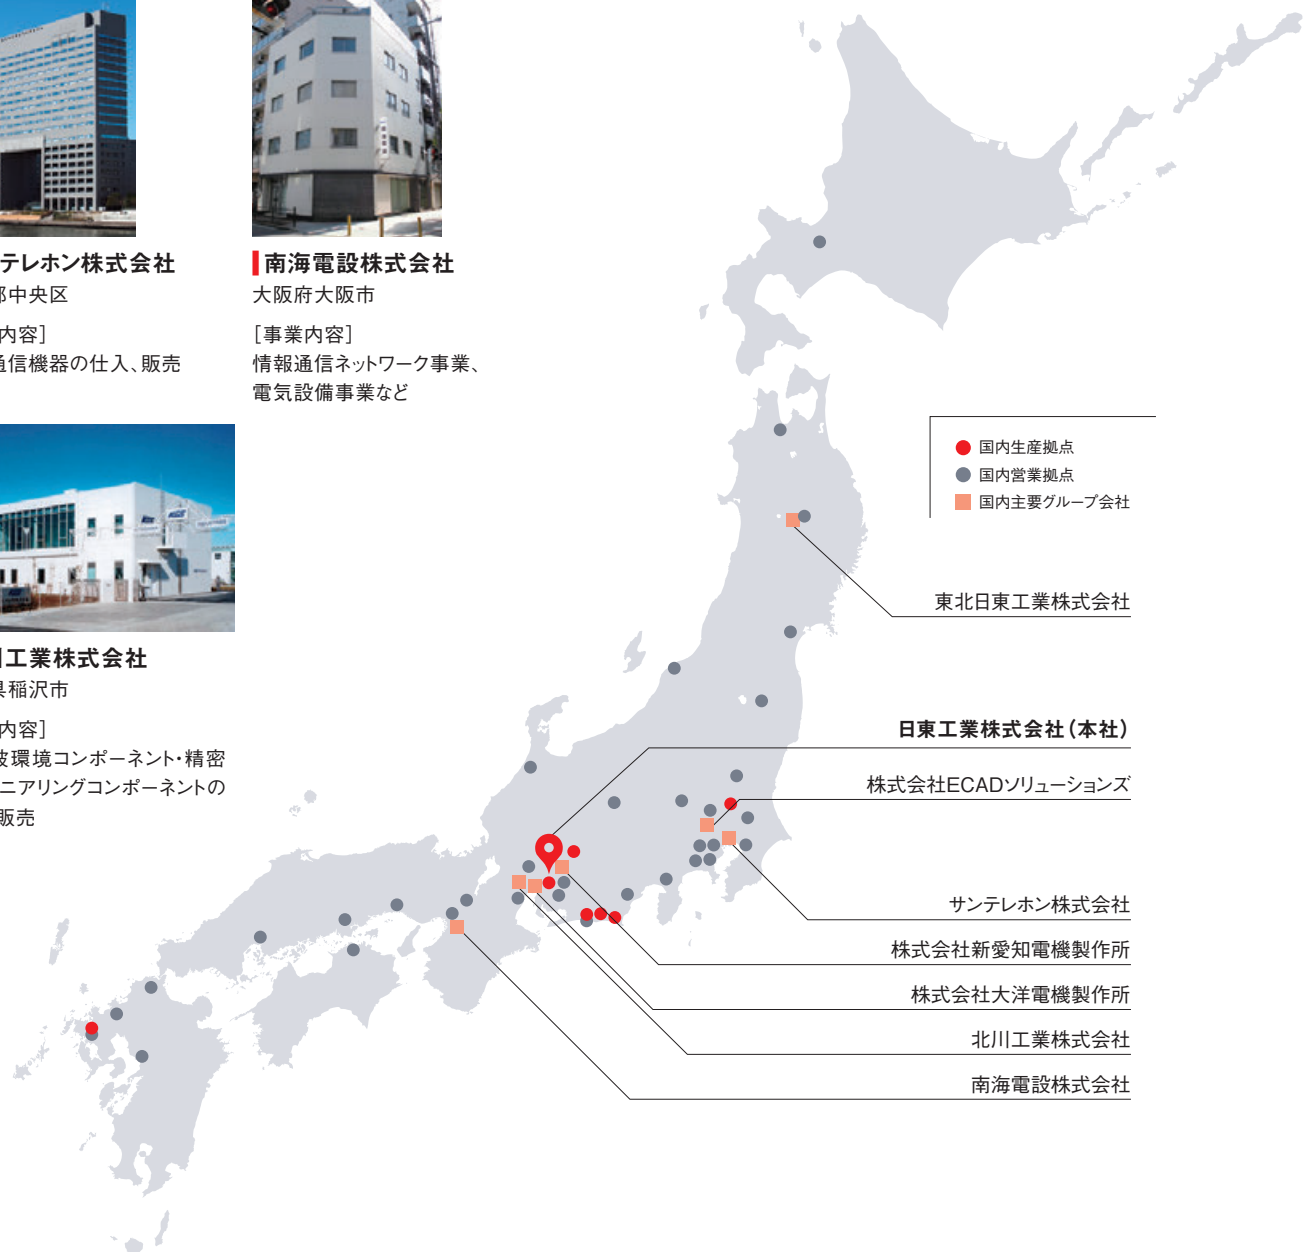 テレホン株式会社
都中央区
内容］
通信機器の仕入、販売
南海電設株式会社
大阪府大阪市
［事業内容］
情報通信ネットワーク事業、
電気設備事業など
工業株式会社
県稲沢市
内容］
波環境コンポーネント・精密
ニアリングコンポーネントの
販売
国内生産拠点
国内営業拠点
国内主要グループ会社
東北日東工業株式会社
日東工業株式会社（本社）
株式会社ECADソリューションズ
サンテレホン株式会社
株式会社新愛知電機製作所
株式会社大洋電機製作所
北川工業株式会社
南海電設株式会社